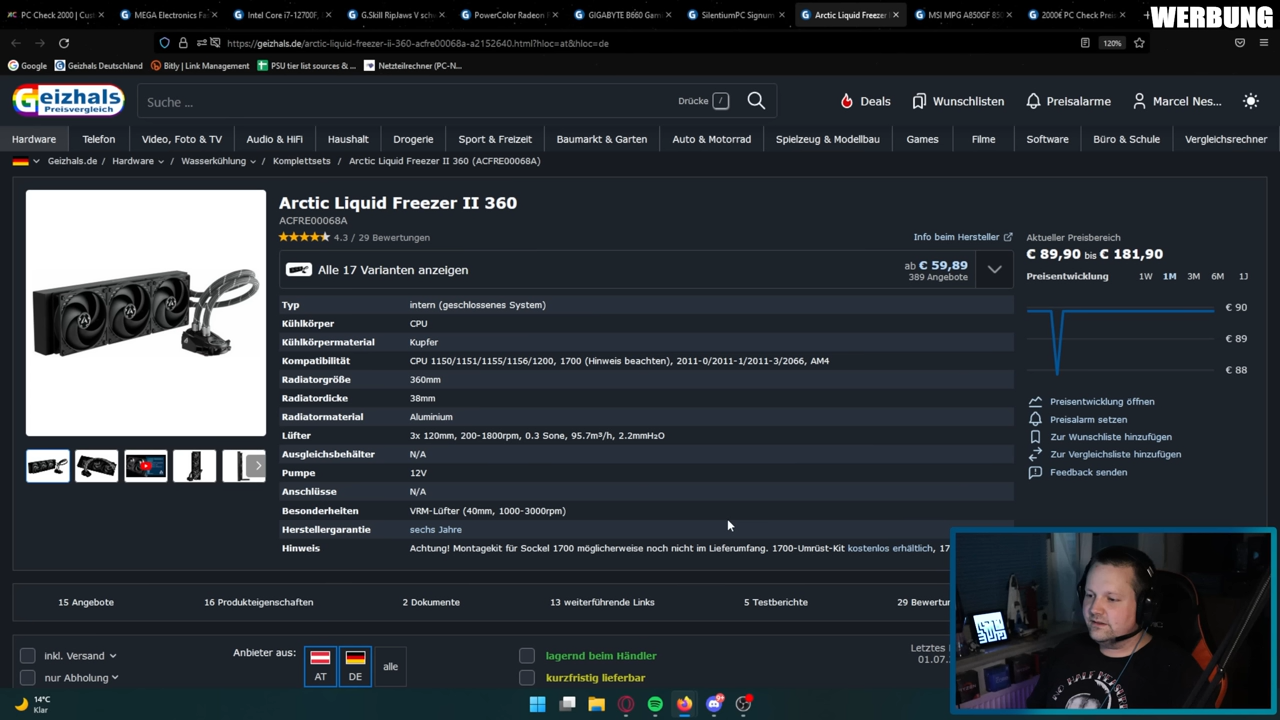 PC Check 2000 | Cust
MEGA Electronics Fai
Intel Core i7-12700F,
G.Skill RipJaws V sch
PowerColor Radeon
GIGABYTE B660 Gam
SilentiumPC Signum
Arctic Liquid Freezer
MSI MPG A850GF 850
2000€ PC Check Preis
WERBUNG
https://geizhals.de/arctic-liquid-freezer-ii-360-acfre00068a-a2152640.html?hloc=at&hloc=de
120%
Google
Geizhals Deutschland
Bitly | Link Management
PSU tier list sources &...
Netzteilrechner (PC-N...
Geizhals
Preisvergleich
Suche ...
Drücke /
Deals
Wunschlisten
Preisalarme
Marcel Nes...
Hardware
Telefon
Video, Foto & TV
Audio & HiFi
Haushalt
Drogerie
Sport & Freizeit
Baumarkt & Garten
Auto & Motorrad
Spielzeug & Modellbau
Games
Filme
Software
Büro & Schule
Vergleichsrechner
Geizhals.de / Hardware / Wasserkühlung / Komplettsets / Arctic Liquid Freezer II 360 (ACFRE00068A)
Arctic Liquid Freezer II 360
ACFRE00068A
4.3 / 29 Bewertungen
Info beim Hersteller
Alle 17 Varianten anzeigen
ab € 59,89
389 Angebote
Typ intern (geschlossenes System)
Kühlkörper CPU
Kühlkörpermaterial Kupfer
Kompatibilität CPU 1150/1151/1155/1156/1200, 1700 (Hinweis beachten), 2011-0/2011-1/2011-3/2066, AM4
Radiatorgröße 360mm
Radiatordicke 38mm
Radiatormaterial Aluminium
Lüfter 3x 120mm, 200-1800rpm, 0.3 Sone, 95.7m³/h, 2.2mmH₂O
Ausgleichsbehälter N/A
Pumpe 12V
Anschlüsse N/A
Besonderheiten VRM-Lüfter (40mm, 1000-3000rpm)
Herstellergarantie sechs Jahre
Hinweis Achtung! Montagekit für Sockel 1700 möglicherweise noch nicht im Lieferumfang. 1700-Umrüst-Kit kostenlos erhältlich, 17
Aktueller Preisbereich
€ 89,90 bis € 181,90
Preisentwicklung 1W 1M 3M 6M 1J
€ 90
€ 89
€ 88
Preisentwicklung öffnen
Preisalarm setzen
Zur Wunschliste hinzufügen
Zur Vergleichsliste hinzufügen
Feedback senden
15 Angebote
16 Produkteigenschaften
2 Dokumente
13 weiterführende Links
5 Testberichte
29 Bewertun
inkl. Versand
nur Abholung
Anbieter aus:
AT
DE
alle
lagernd beim Händler
kurzfristig lieferbar
Letztes
01.07.
14°C
Klar